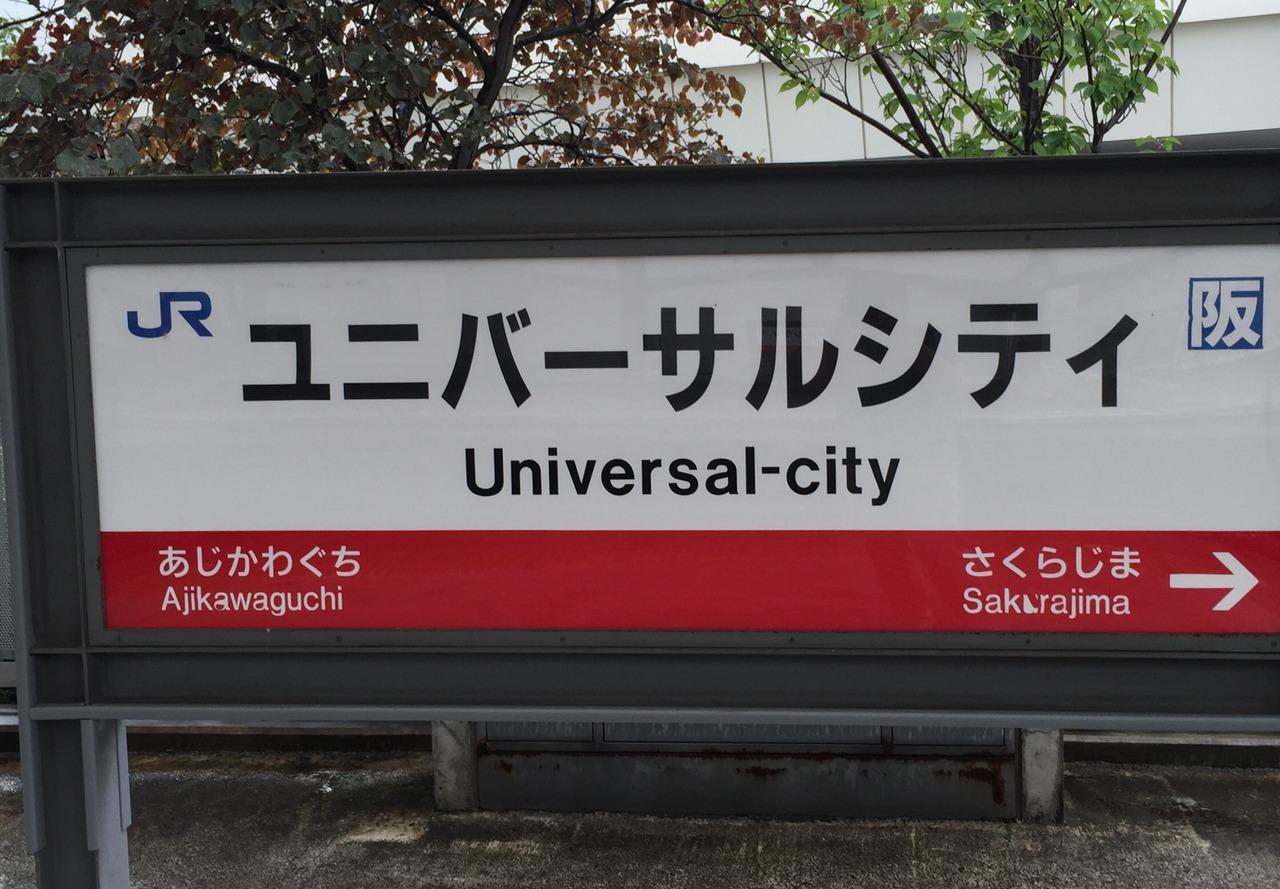 JR ユニバーサルシティ 阪
Universal-city
あじかわぐち さくらじま →
Ajikawaguchi Sakurajima